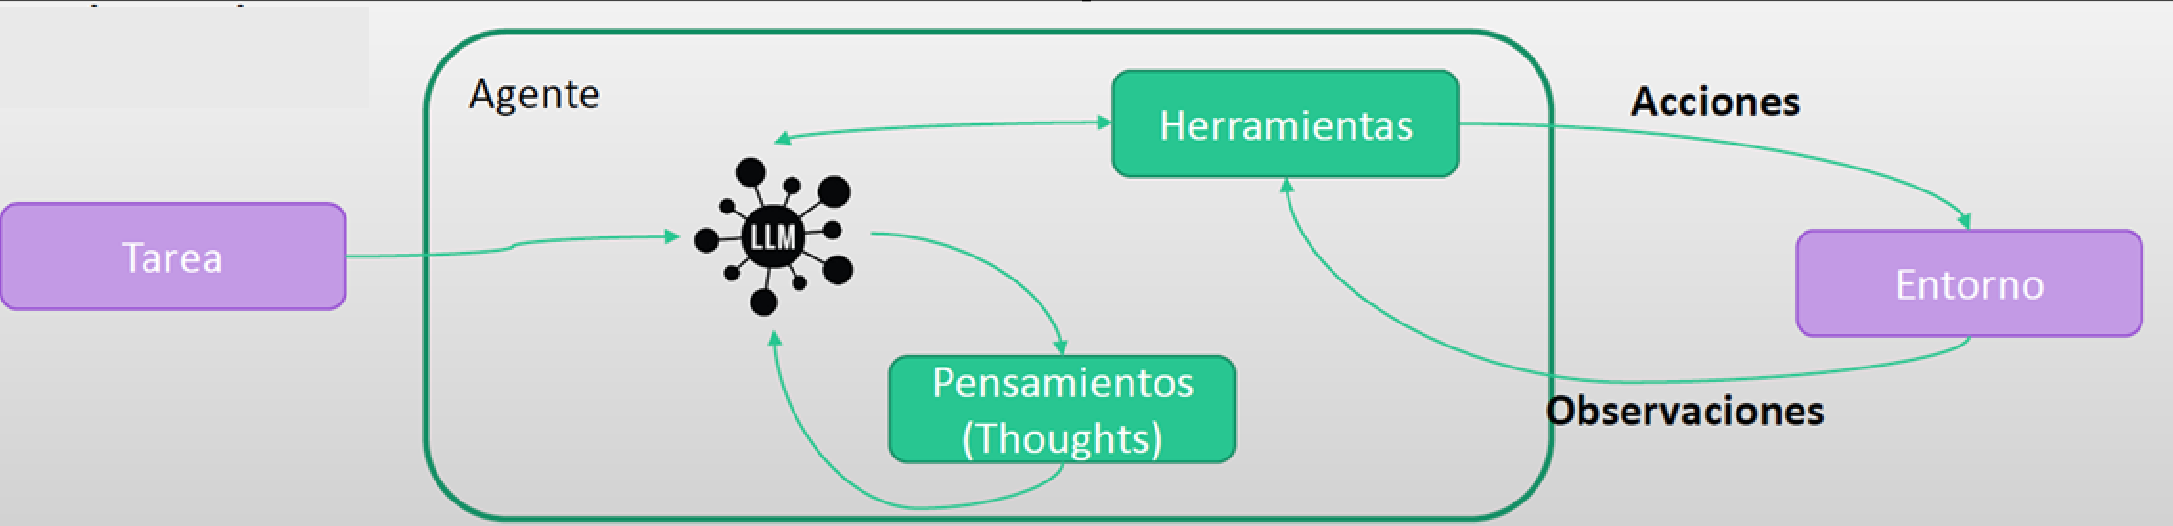 Agente
Herramientas
Acciones
LLM
Tarea
Entorno
Pensamientos
(Thoughts)
Observaciones